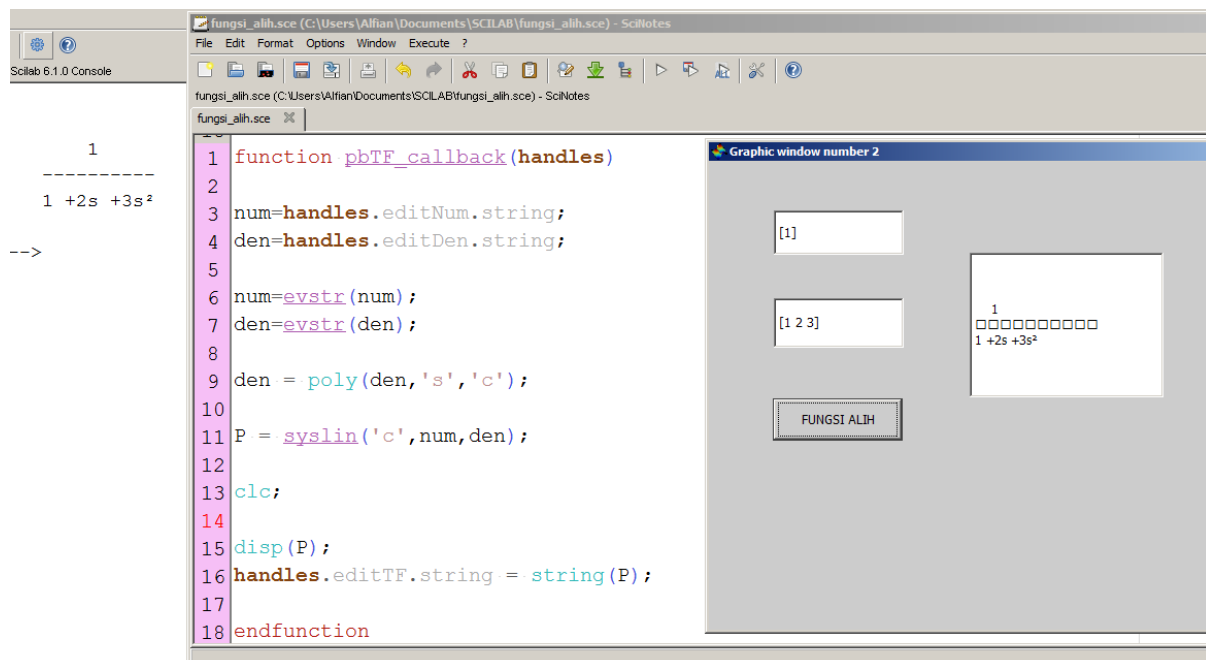 Scilab 6.1.0 Console
1
----------
1 +2s +3s²
-->
fungsi_alih.sce (C:\Users\Alfian\Documents\SCILAB\fungsi_alih.sce) - SciNotes
File Edit Format Options Window Execute ?
fungsi_alih.sce (C:\Users\Alfian\Documents\SCILAB\fungsi_alih.sce) - SciNotes
fungsi_alih.sce
1 function pbTF_callback(handles)
2
3 num=handles.editNum.string;
4 den=handles.editDen.string;
5
6 num=evstr(num);
7 den=evstr(den);
8
9 den = poly(den,'s','c');
10
11 P = syslin('c',num,den);
12
13 clc;
14
15 disp(P);
16 handles.editTF.string = string(P);
17
18 endfunction
Graphic window number 2
[1]
[1 2 3]
FUNGSI ALIH
1
□□□□□□□□□□
1 +2s +3s²